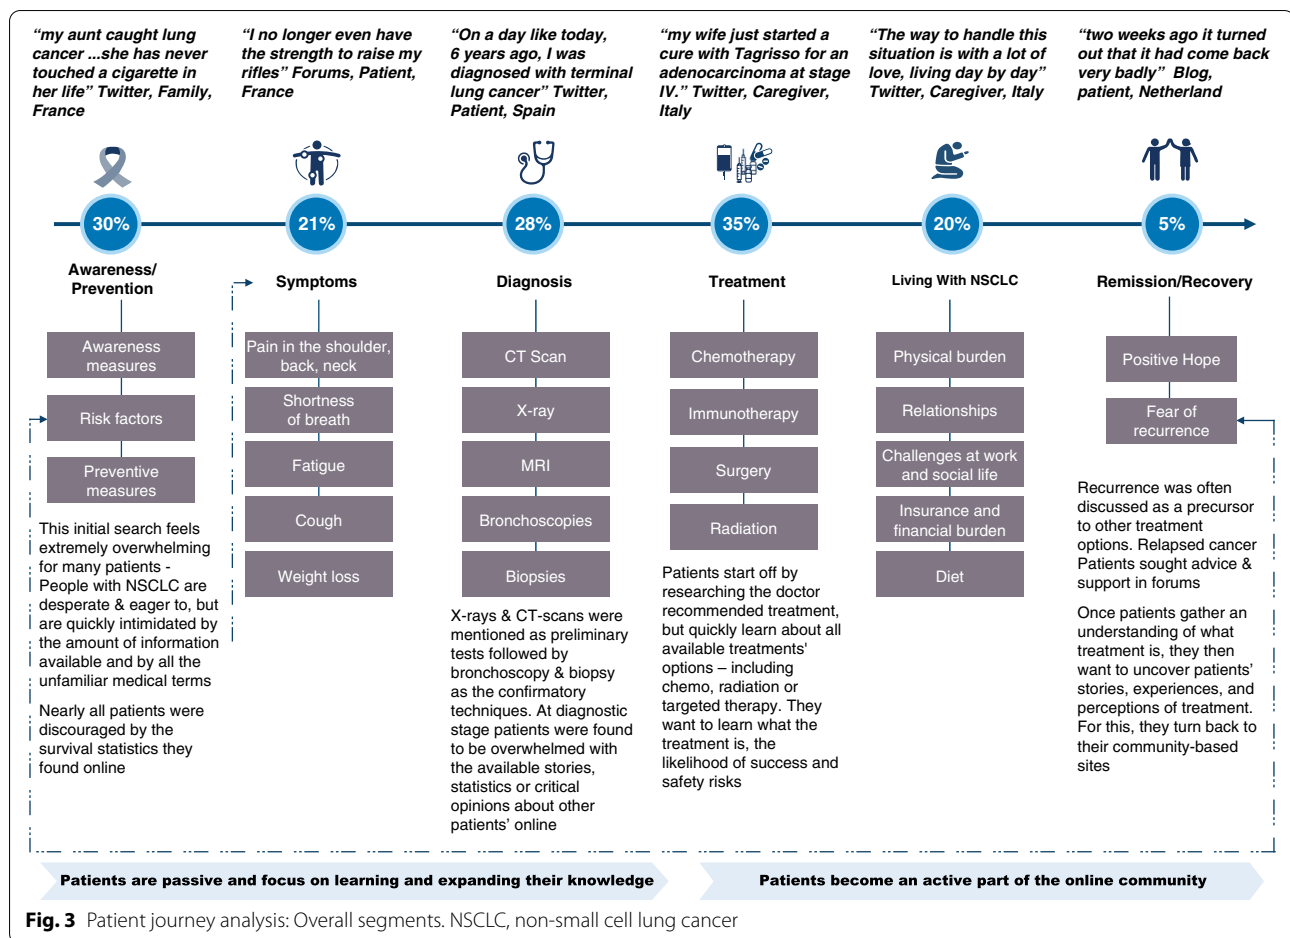 “my aunt caught lung
cancer ...she has never
touched a cigarette in
her life” Twitter, Family,
France
“I no longer even have
the strength to raise my
rifles” Forums, Patient,
France
“On a day like today,
6 years ago, I was
diagnosed with terminal
lung cancer” Twitter,
Patient, Spain
“my wife just started a
cure with Tagrisso for an
adenocarcinoma at stage
IV.” Twitter, Caregiver,
Italy
“The way to handle this
situation is with a lot of
love, living day by day”
Twitter, Caregiver, Italy
“two weeks ago it turned
out that it had come back
very badly” Blog,
patient, Netherland
30%
21%
28%
35%
20%
5%
Awareness/
Prevention
Awareness
measures
Risk factors
Preventive
measures
This initial search feels
extremely overwhelming
for many patients -
People with NSCLC are
desperate & eager to, but
are quickly intimidated by
the amount of information
available and by all the
unfamiliar medical terms
Nearly all patients were
discouraged by the
survival statistics they
found online
Symptoms
Pain in the shoulder,
back, neck
Shortness
of breath
Fatigue
Cough
Weight loss
Diagnosis
CT Scan
X-ray
MRI
Bronchoscopies
Biopsies
X-rays & CT-scans were
mentioned as preliminary
tests followed by
bronchoscopy & biopsy
as the confirmatory
techniques. At diagnostic
stage patients were found
to be overwhelmed with
the available stories,
statistics or critical
opinions about other
patients’ online
Treatment
Chemotherapy
Immunotherapy
Surgery
Radiation
Patients start off by
researching the doctor
recommended treatment,
but quickly learn about all
available treatments'
options – including
chemo, radiation or
targeted therapy. They
want to learn what the
treatment is, the
likelihood of success and
safety risks
Living With NSCLC
Physical burden
Relationships
Challenges at work
and social life
Insurance and
financial burden
Diet
Remission/Recovery
Positive Hope
Fear of
recurrence
Recurrence was often
discussed as a precursor
to other treatment
options. Relapsed cancer
Patients sought advice &
support in forums
Once patients gather an
understanding of what
treatment is, they then
want to uncover patients’
stories, experiences, and
perceptions of treatment.
For this, they turn back to
their community-based
sites
Patients are passive and focus on learning and expanding their knowledge
Patients become an active part of the online community
Fig. 3 Patient journey analysis: Overall segments. NSCLC, non-small cell lung cancer